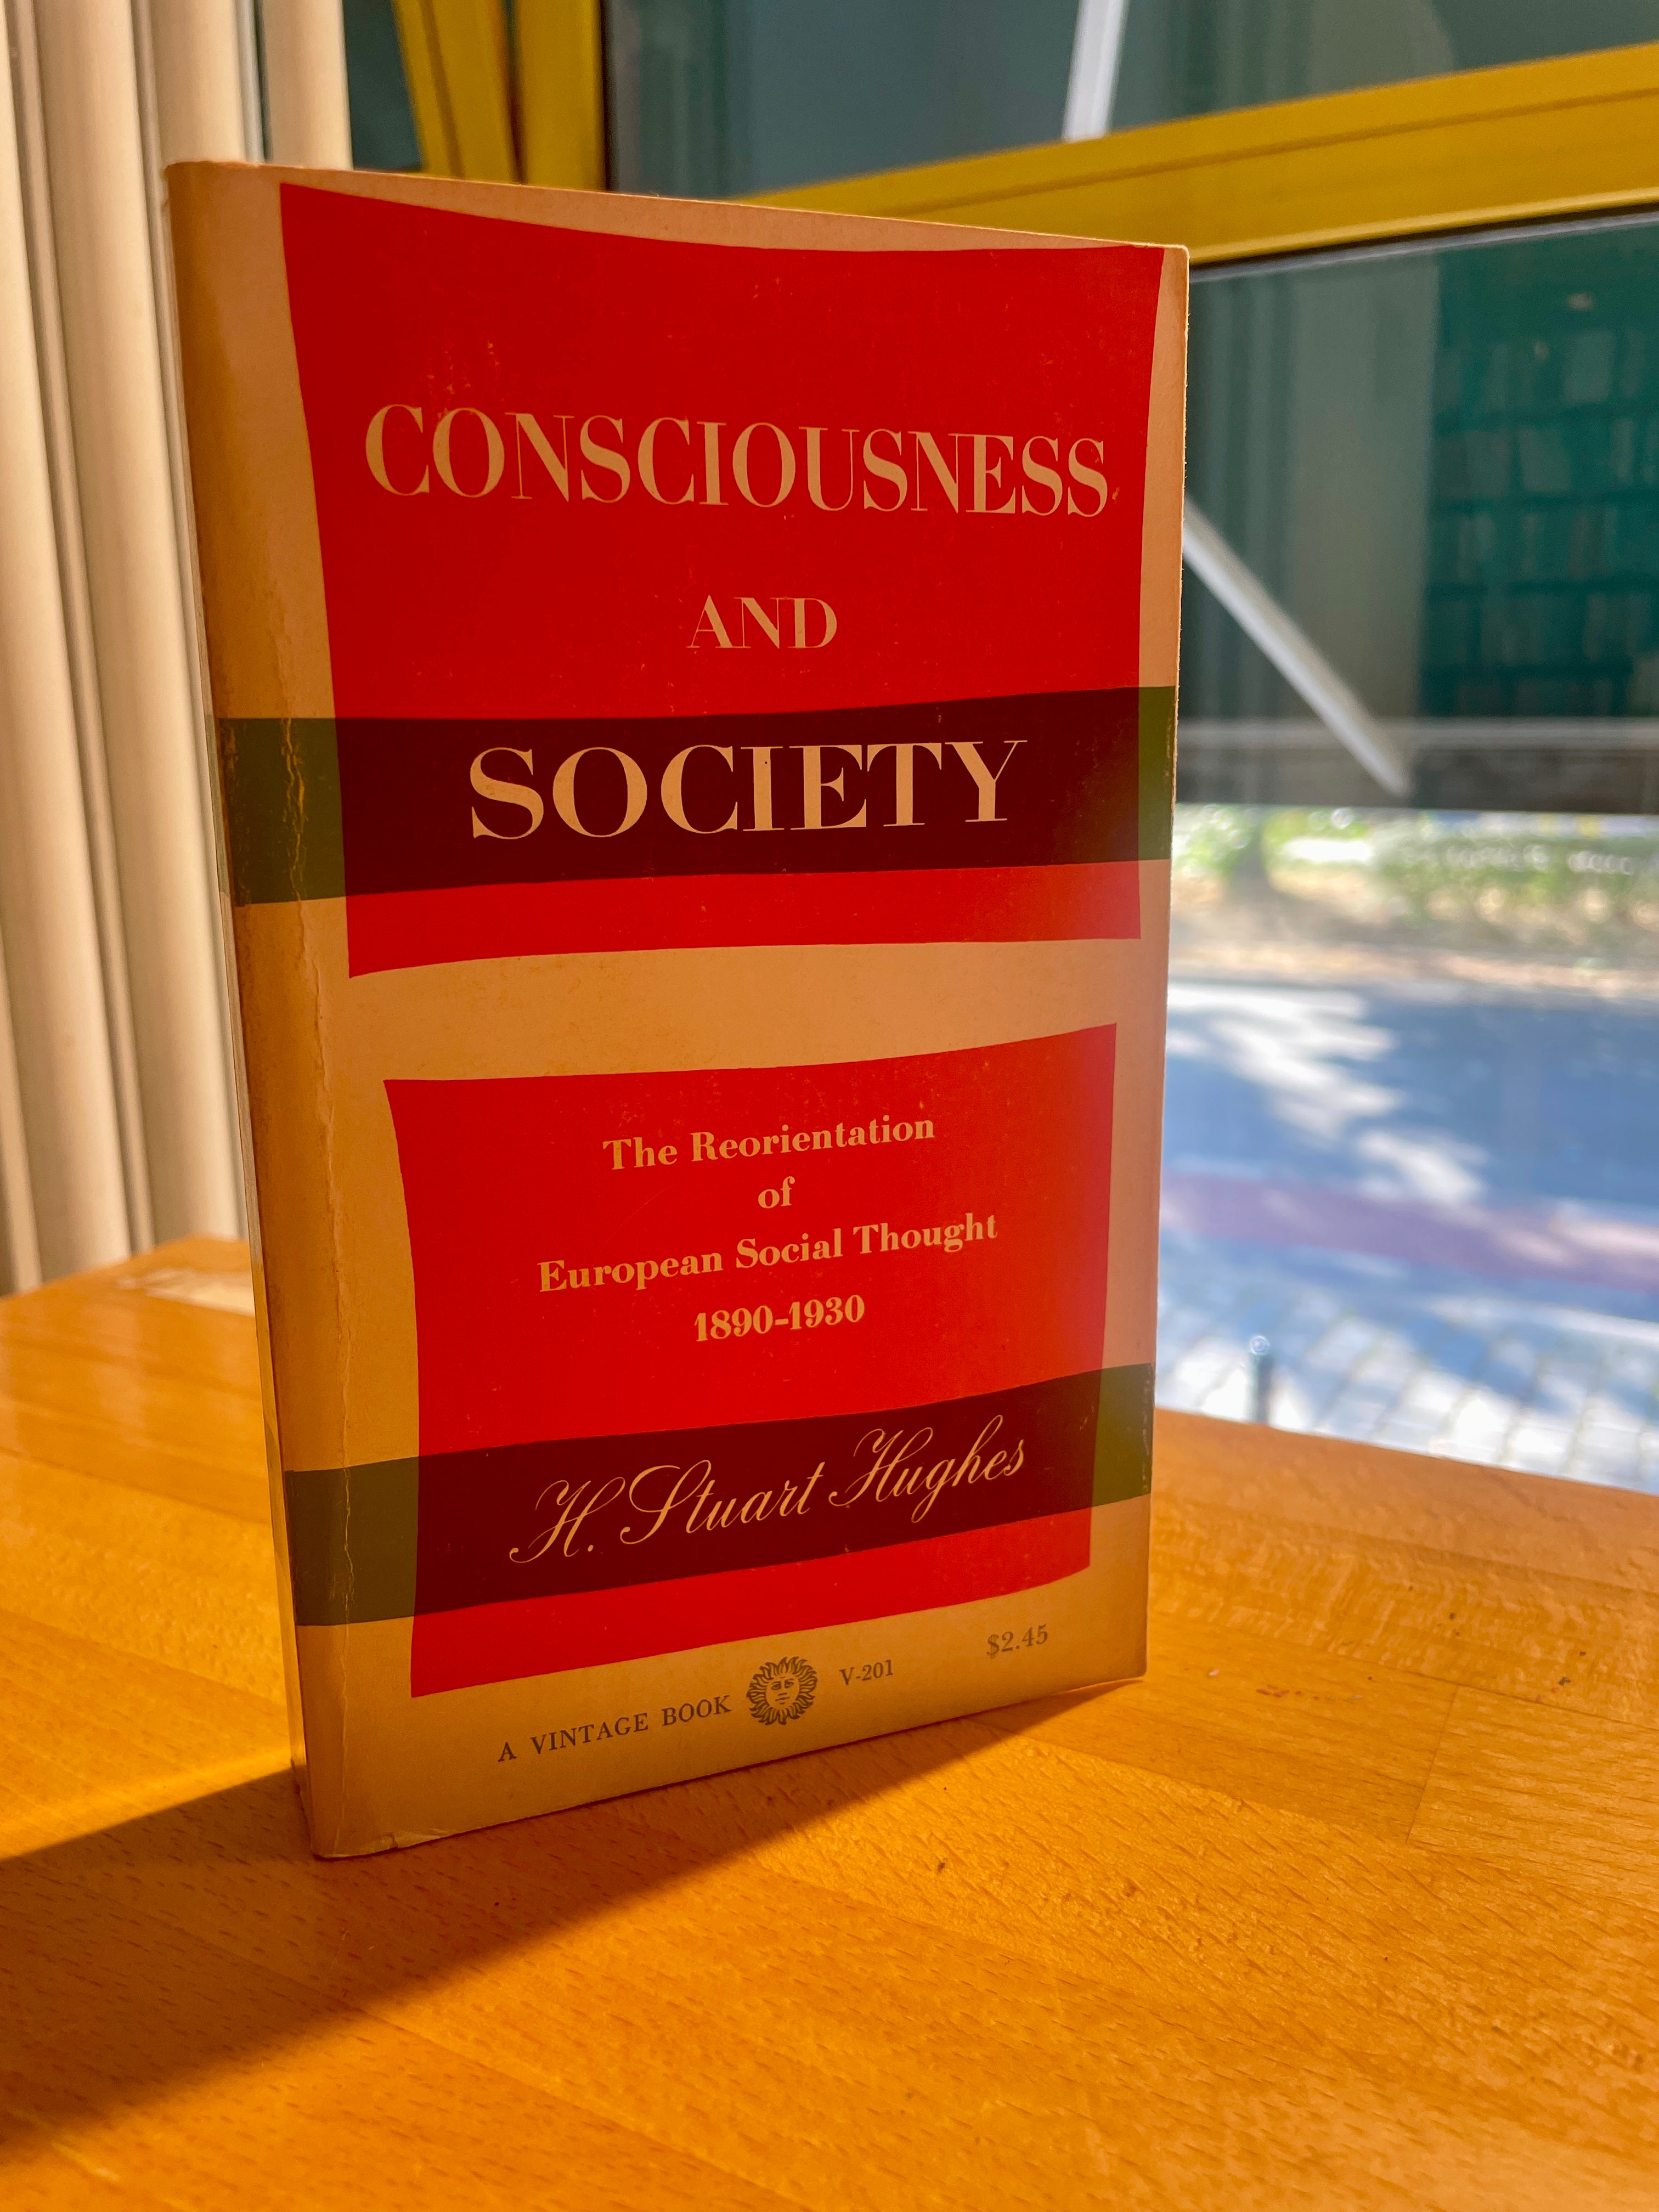 CONSCIOUSNESS
AND
SOCIETY
The Reorientation
of
European Social Thought
1890-1930
H. Stuart Hughes
A VINTAGE BOOK V-201 $2.45